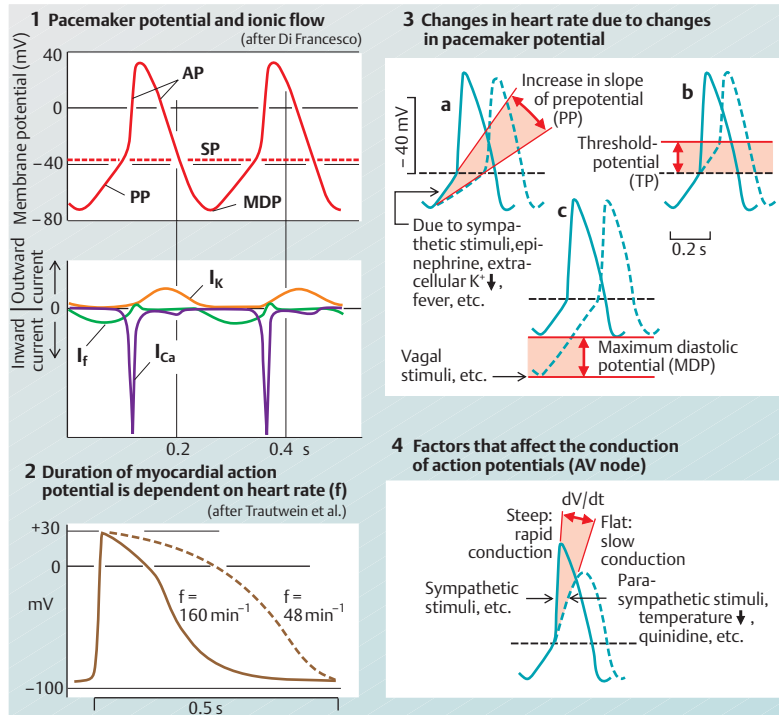 1 Pacemaker potential and ionic flow
(after Di Francesco)
Membrane potential (mV)
40
0
−40
−80
AP
SP
PP
MDP
Outward
current
Inward
current
0
I_K
I_f
I_Ca
0.2
0.4 s
2 Duration of myocardial action
potential is dependent on heart rate (f)
(after Trautwein et al.)
+30
0
mV
−100
f =
160 min⁻¹
f =
48 min⁻¹
0.5s
3 Changes in heart rate due to changes
in pacemaker potential
a
− 40 mV
Increase in slope
of prepotential
(PP)
Due to sympa-
thetic stimuli,epi-
nephrine, extra-
cellular K⁺ ↓,
fever, etc.
b
Threshold-
potential
(TP)
0.2 s
c
Vagal
stimuli, etc.
Maximum diastolic
potential (MDP)
4 Factors that affect the conduction
of action potentials (AV node)
dV/dt
Steep:
rapid
conduction
Flat:
slow
conduction
Sympathetic
stimuli, etc.
Para-
sympathetic stimuli,
temperature ↓ ,
quinidine, etc.